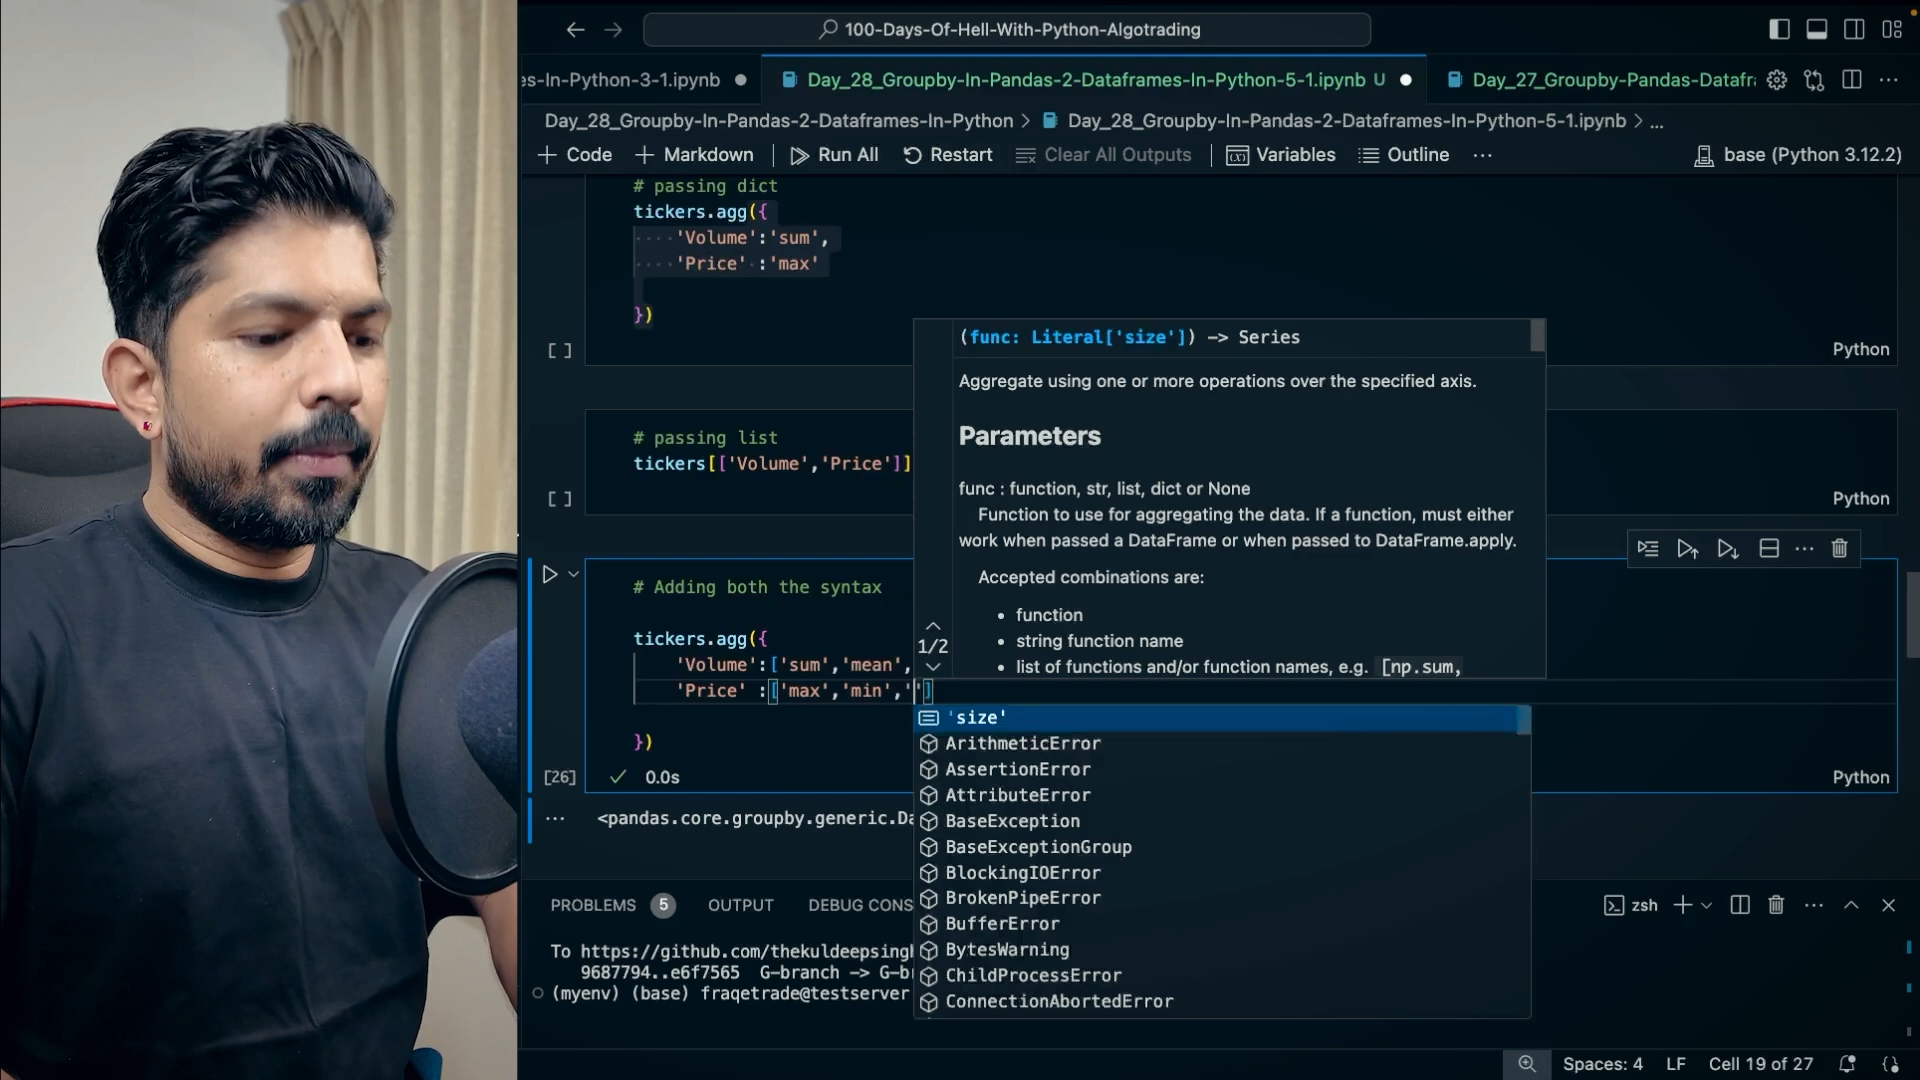 100-Days-Of-Hell-With-Python-Algotrading
es-In-Python-3-1.ipynb
Day_28_Groupby-In-Pandas-2-Dataframes-In-Python-5-1.ipynb U
Day_27_Groupby-Pandas-Datafra
Day_28_Groupby-In-Pandas-2-Dataframes-In-Python > Day_28_Groupby-In-Pandas-2-Dataframes-In-Python-5-1.ipynb > ...
+ Code + Markdown Run All Restart Clear All Outputs Variables Outline ... base (Python 3.12.2)
# passing dict
tickers.agg({
'Volume':'sum',
'Price' :'max'
})
[ ]
Python
(func: Literal['size']) -> Series
Aggregate using one or more operations over the specified axis.
Parameters
func : function, str, list, dict or None
Function to use for aggregating the data. If a function, must either
work when passed a DataFrame or when passed to DataFrame.apply.
Accepted combinations are:
• function
• string function name
• list of functions and/or function names, e.g. [np.sum,
1/2
# passing list
tickers[['Volume','Price']]
[ ]
Python
# Adding both the syntax
tickers.agg({
'Volume':['sum','mean',
'Price' :['max','min','']
})
[26] 0.0s
Python
'size'
ArithmeticError
AssertionError
AttributeError
BaseException
BaseExceptionGroup
BlockingIOError
BrokenPipeError
BufferError
BytesWarning
ChildProcessError
ConnectionAbortedError
... <pandas.core.groupby.generic.Da
PROBLEMS 5 OUTPUT DEBUG CONS
zsh
To https://github.com/thekuldeepsingh
9687794..e6f7565 G-branch -> G-br
(myenv) (base) fraqetrade@testserver
Spaces: 4 LF Cell 19 of 27